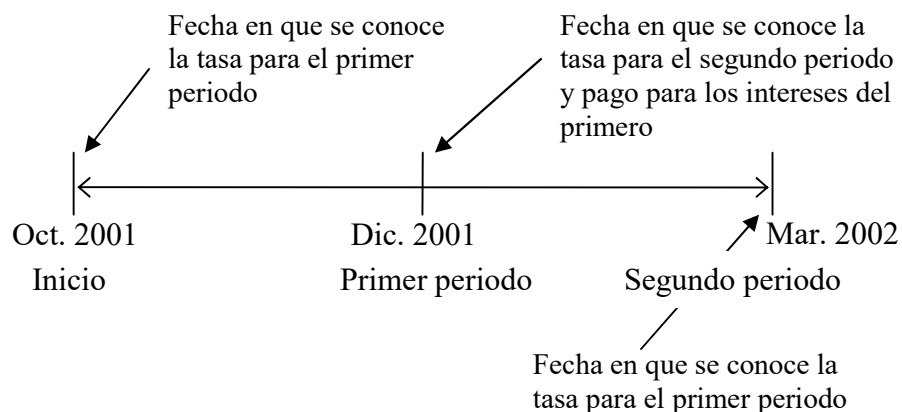 Fecha en que se conoce
la tasa para el primer
periodo
Fecha en que se conoce la
tasa para el segundo periodo
y pago para los intereses del
primero
Oct. 2001
Dic. 2001
Mar. 2002
Inicio
Primer periodo
Segundo periodo
Fecha en que se conoce la
tasa para el primer periodo